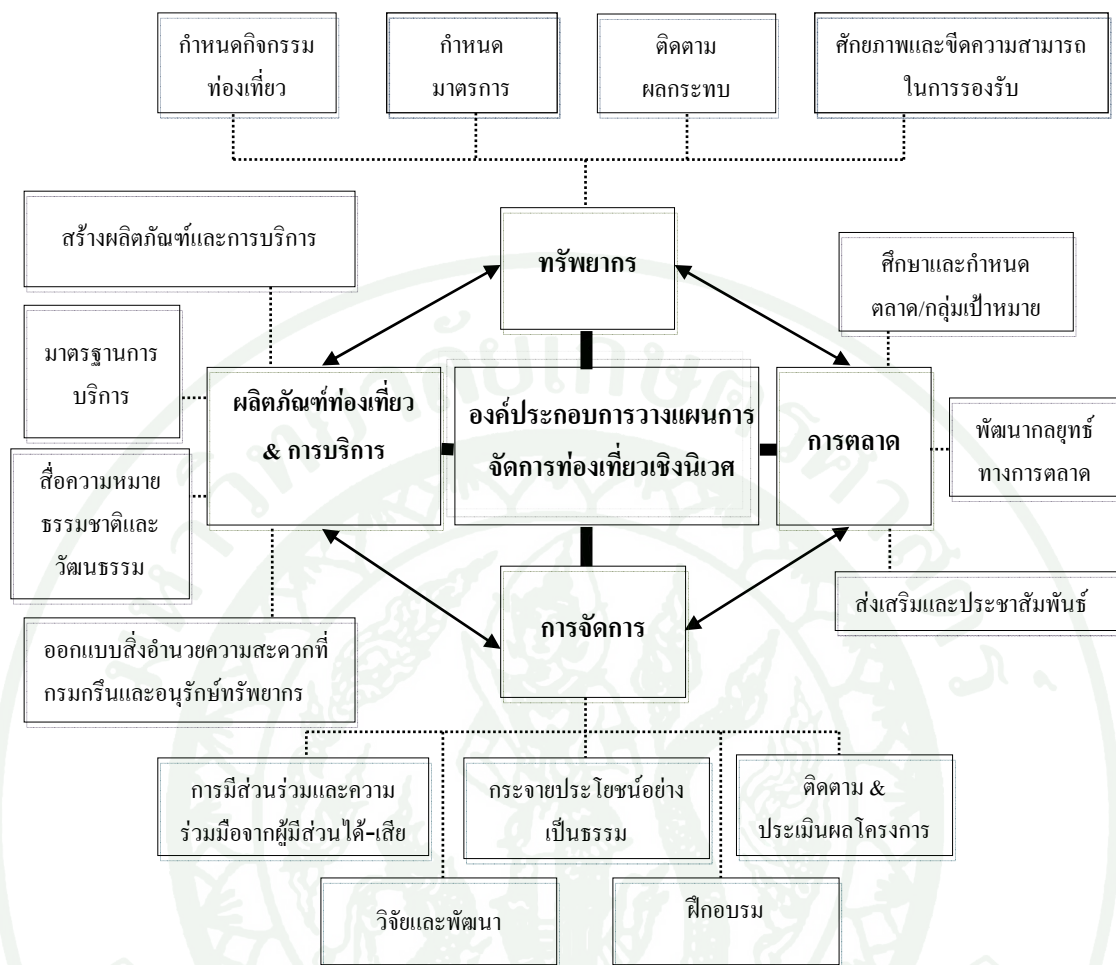 กำหนดกิจกรรม
ท่องเที่ยว
กำหนด
มาตรการ
ติดตาม
ผลกระทบ
ศักยภาพและขีดความสามารถ
ในการรองรับ
สร้างผลิตภัณฑ์และการบริการ
ทรัพยากร
ศึกษาและกำหนด
ตลาด/กลุ่มเป้าหมาย
มาตรฐานการ
บริการ
ผลิตภัณฑ์ท่องเที่ยว
& การบริการ
องค์ประกอบการวางแผนการ
จัดการท่องเที่ยวเชิงนิเวศ
การตลาด
พัฒนากลยุทธ์
ทางการตลาด
สื่อความหมาย
ธรรมชาติและ
วัฒนธรรม
การจัดการ
ส่งเสริมและประชาสัมพันธ์
ออกแบบสิ่งอำนวยความสะดวกที่
กรมกรึนและอนุรักษ์ทรัพยากร
การมีส่วนร่วมและความ
ร่วมมือจากผู้มีส่วนได้-เสีย
กระจายประโยชน์อย่าง
เป็นธรรม
ติดตาม &
ประเมินผลโครงการ
วิจัยและพัฒนา
ฝึกอบรม